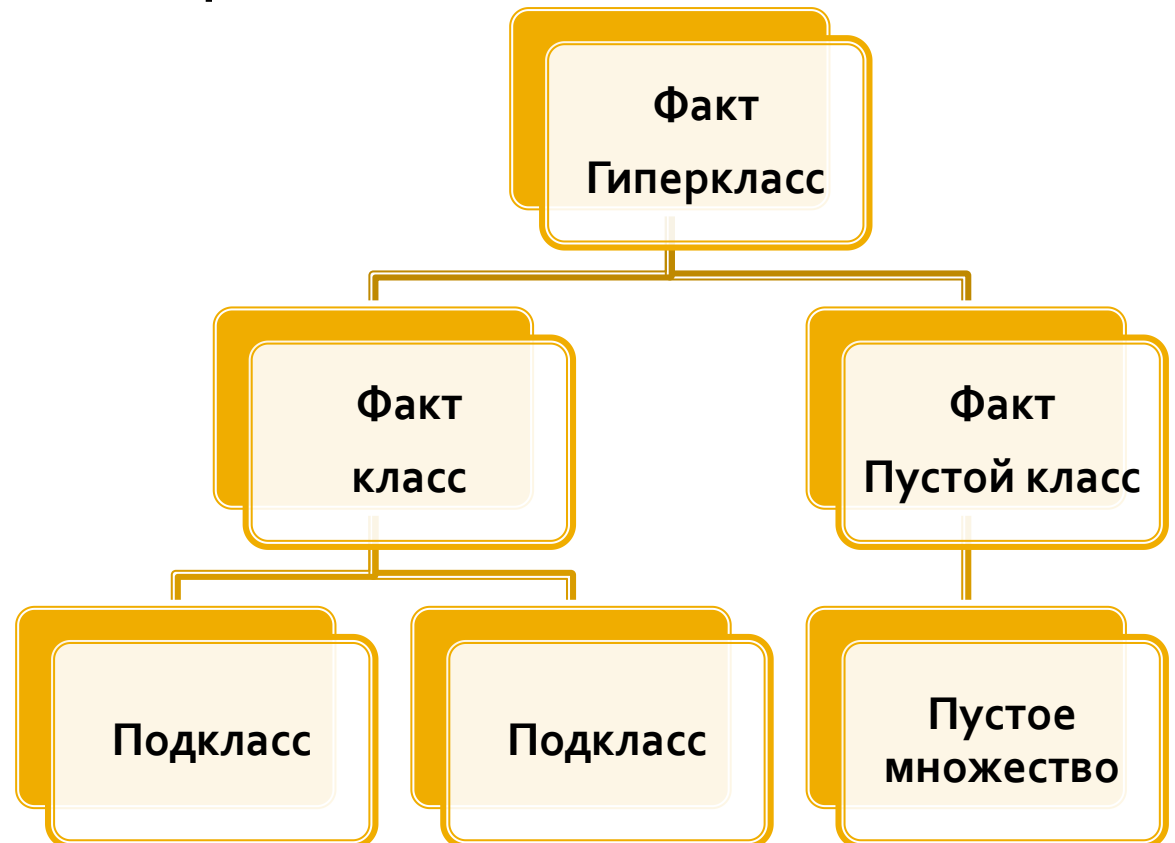 Факт
Гиперкласс
Факт
класс
Факт
Пустой класс
Подкласс
Подкласс
Пустое
множество